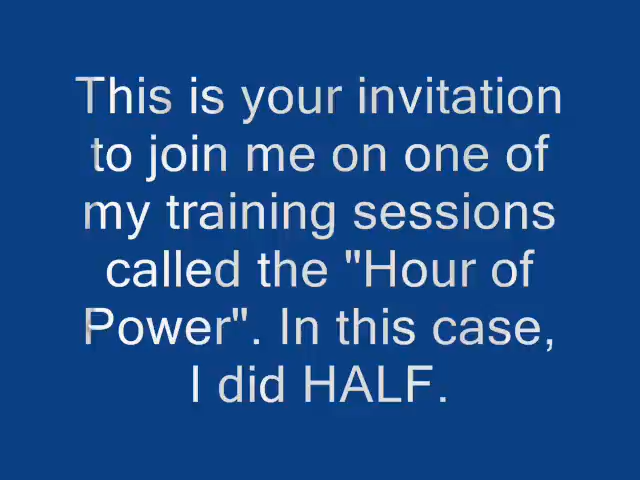 This is your invitation
to join me on one of
my training sessions
called the "Hour of
Power". In this case,
I did HALF.